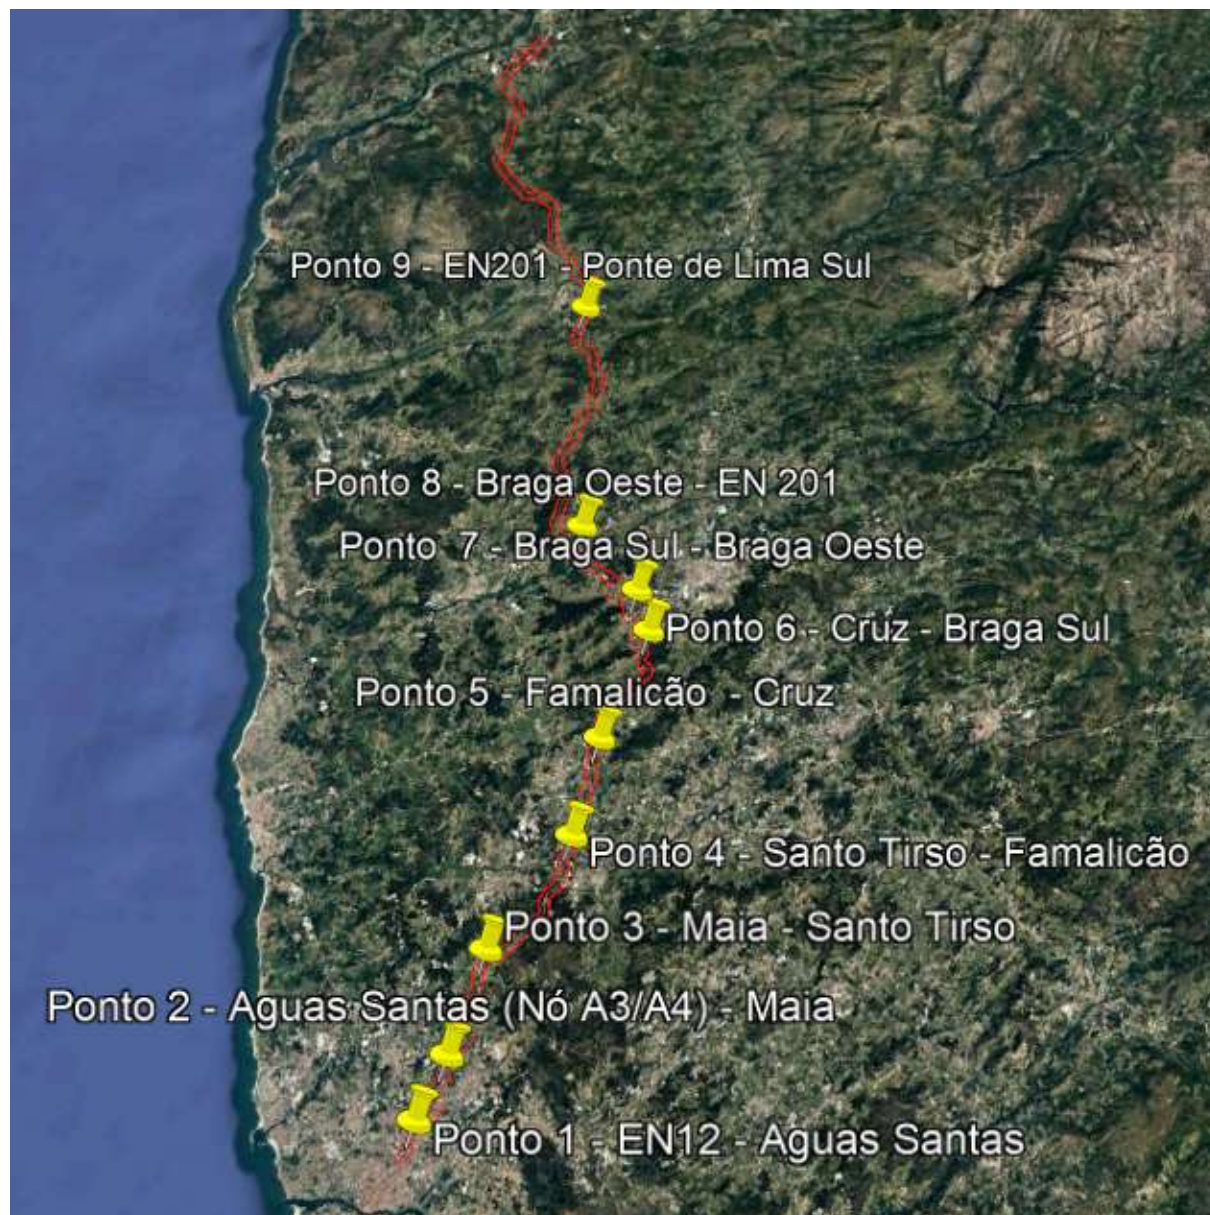 Ponto 9 - EN201 - Ponte de Lima Sul
Ponto 8 - Braga Oeste - EN 201
Ponto  7 - Braga Sul - Braga Oeste
Ponto 6 - Cruz - Braga Sul
Ponto 5 - Famalicão  - Cruz
Ponto 4 - Santo Tirso - Famalicão
Ponto 3 - Maia - Santo Tirso
Ponto 2 - Aguas Santas (Nó A3/A4) - Maia
Ponto 1 - EN12 - Aguas Santas